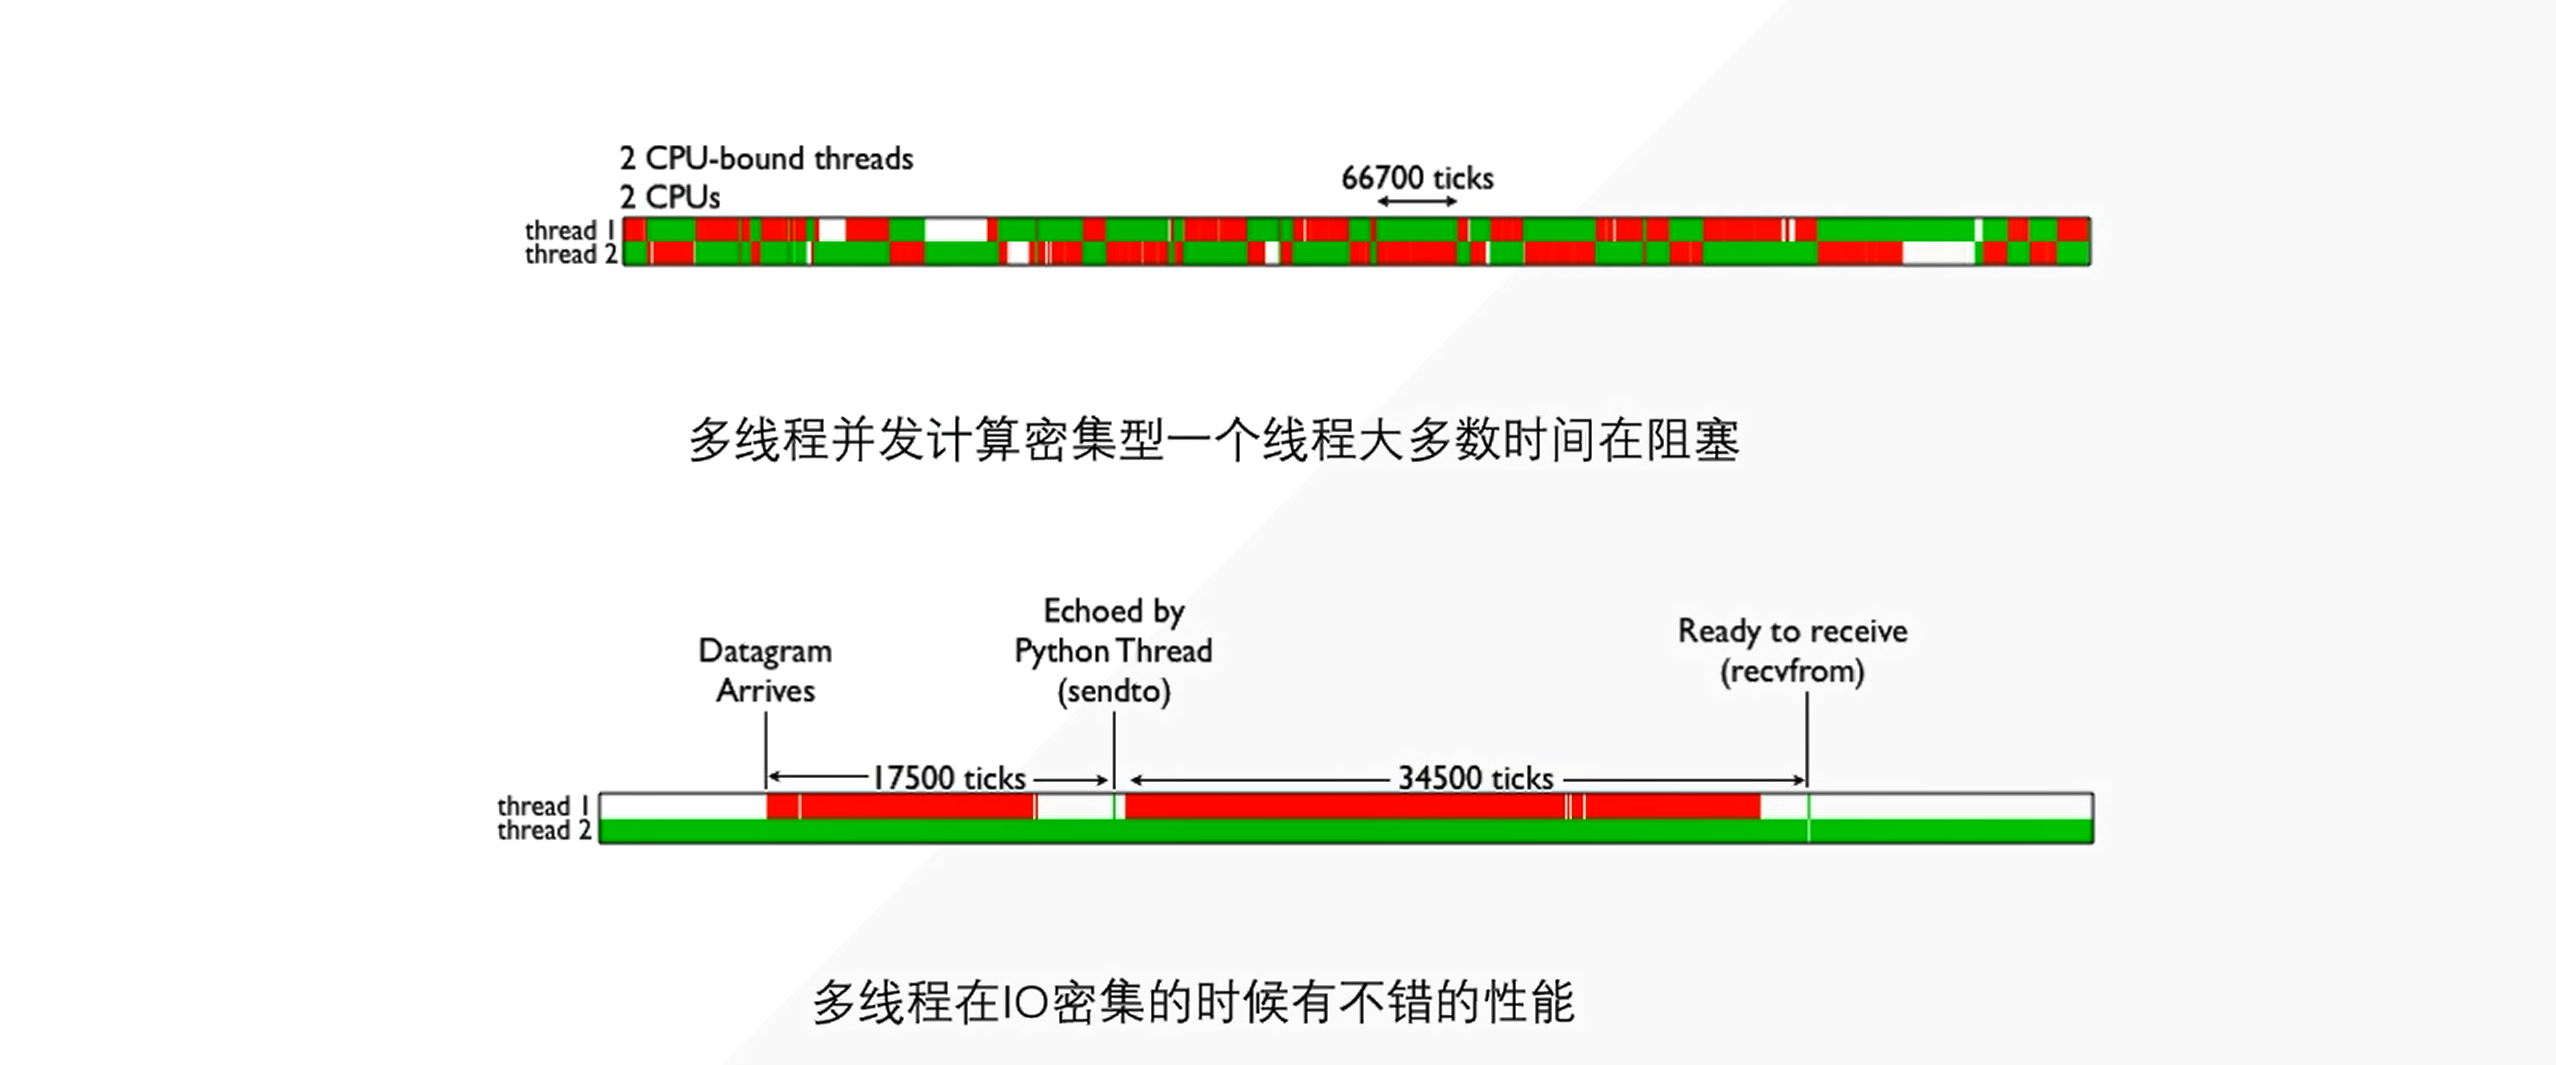 2 CPU-bound threads
2 CPUs
66700 ticks
thread 1
thread 2
多线程并发计算密集型一个线程大多数时间在阻塞
Datagram
Arrives
Echoed by
Python Thread
(sendto)
Ready to receive
(recvfrom)
17500 ticks
34500 ticks
thread 1
thread 2
多线程在IO密集的时候有不错的性能